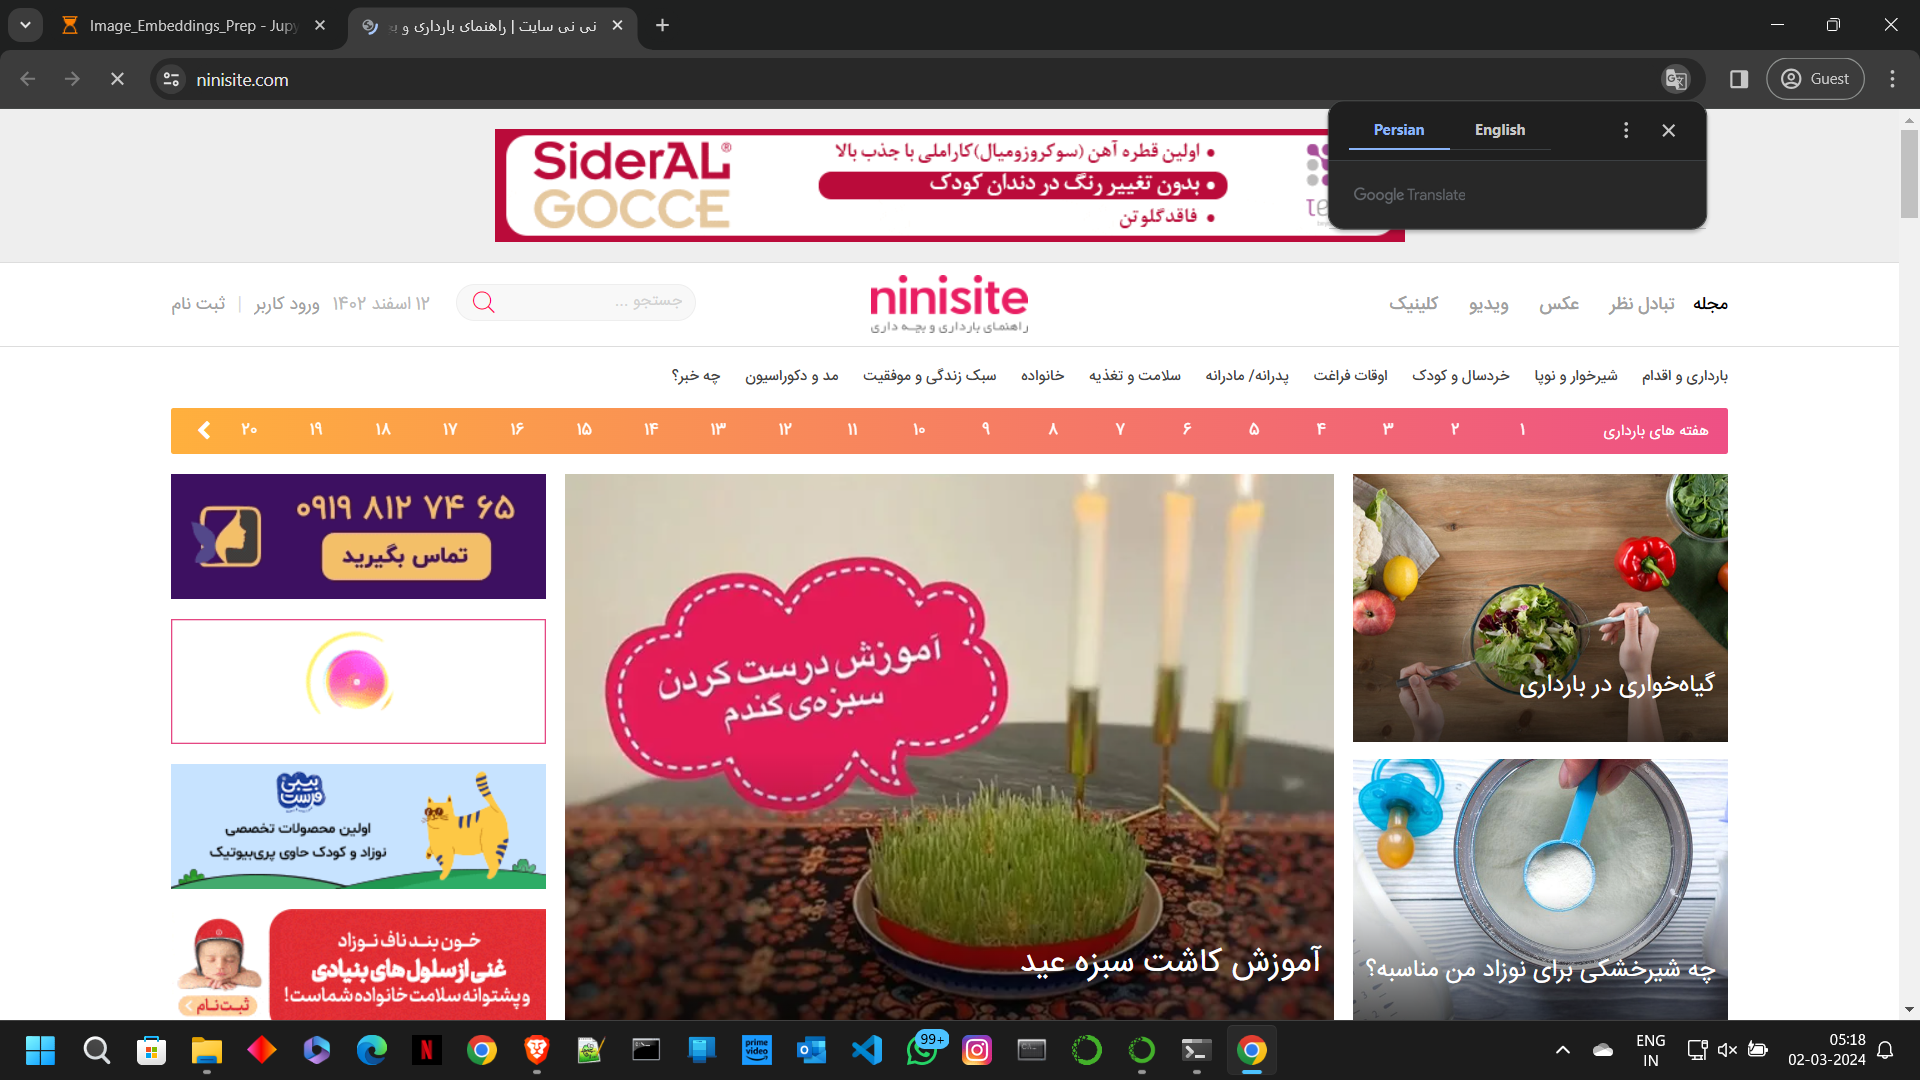 Image_Embeddings_Prep - Jupy
نی نی سایت | راهنمای بارداری و بچ
ninisite.com
Guest
Persian
English
Google Translate
SiderAL®
GOCCE
اولین قطره آهن (سوکروزومیال) کاراملی با جذب بالا
بدون تغییر رنگ در دندان کودک
فاقد گلوتن
مجله
تبادل نظر
عکس
ویدیو
کلینیک
ninisite
راهنمای بارداری و بچه داری
جستجو ...
۱۲ اسفند ۱۴۰۲
ورود کاربر | ثبت نام
بارداری و اقدام
شیرخوار و نوپا
خردسال و کودک
اوقات فراغت
پدرانه/ مادرانه
سلامت و تغذیه
خانواده
سبک زندگی و موفقیت
مد و دکوراسیون
چه خبر؟
هفته های بارداری ۱ ۲ ۳ ۴ ۵ ۶ ۷ ۸ ۹ ۱۰ ۱۱ ۱۲ ۱۳ ۱۴ ۱۵ ۱۶ ۱۷ ۱۸ ۱۹ ۲۰
گیاه‌خواری در بارداری
چه شیرخشکی برای نوزاد من مناسبه؟
آموزش درست کردن
سبزه‌ی گندم
آموزش کاشت سبزه عید
۰۹۱۹ ۸۱۲ ۷۴ ۶۵
تماس بگیرید
بیبی
فرست
اولین محصولات تخصصی
نوزاد و کودک حاوی پری‌بیوتیک
خون بند ناف نوزاد
غنی از سلول های بنیادی
و پشتوانه سلامت خانواده شماست!
ثبت نام
prime
video
99+
ENG
IN
05:18
02-03-2024